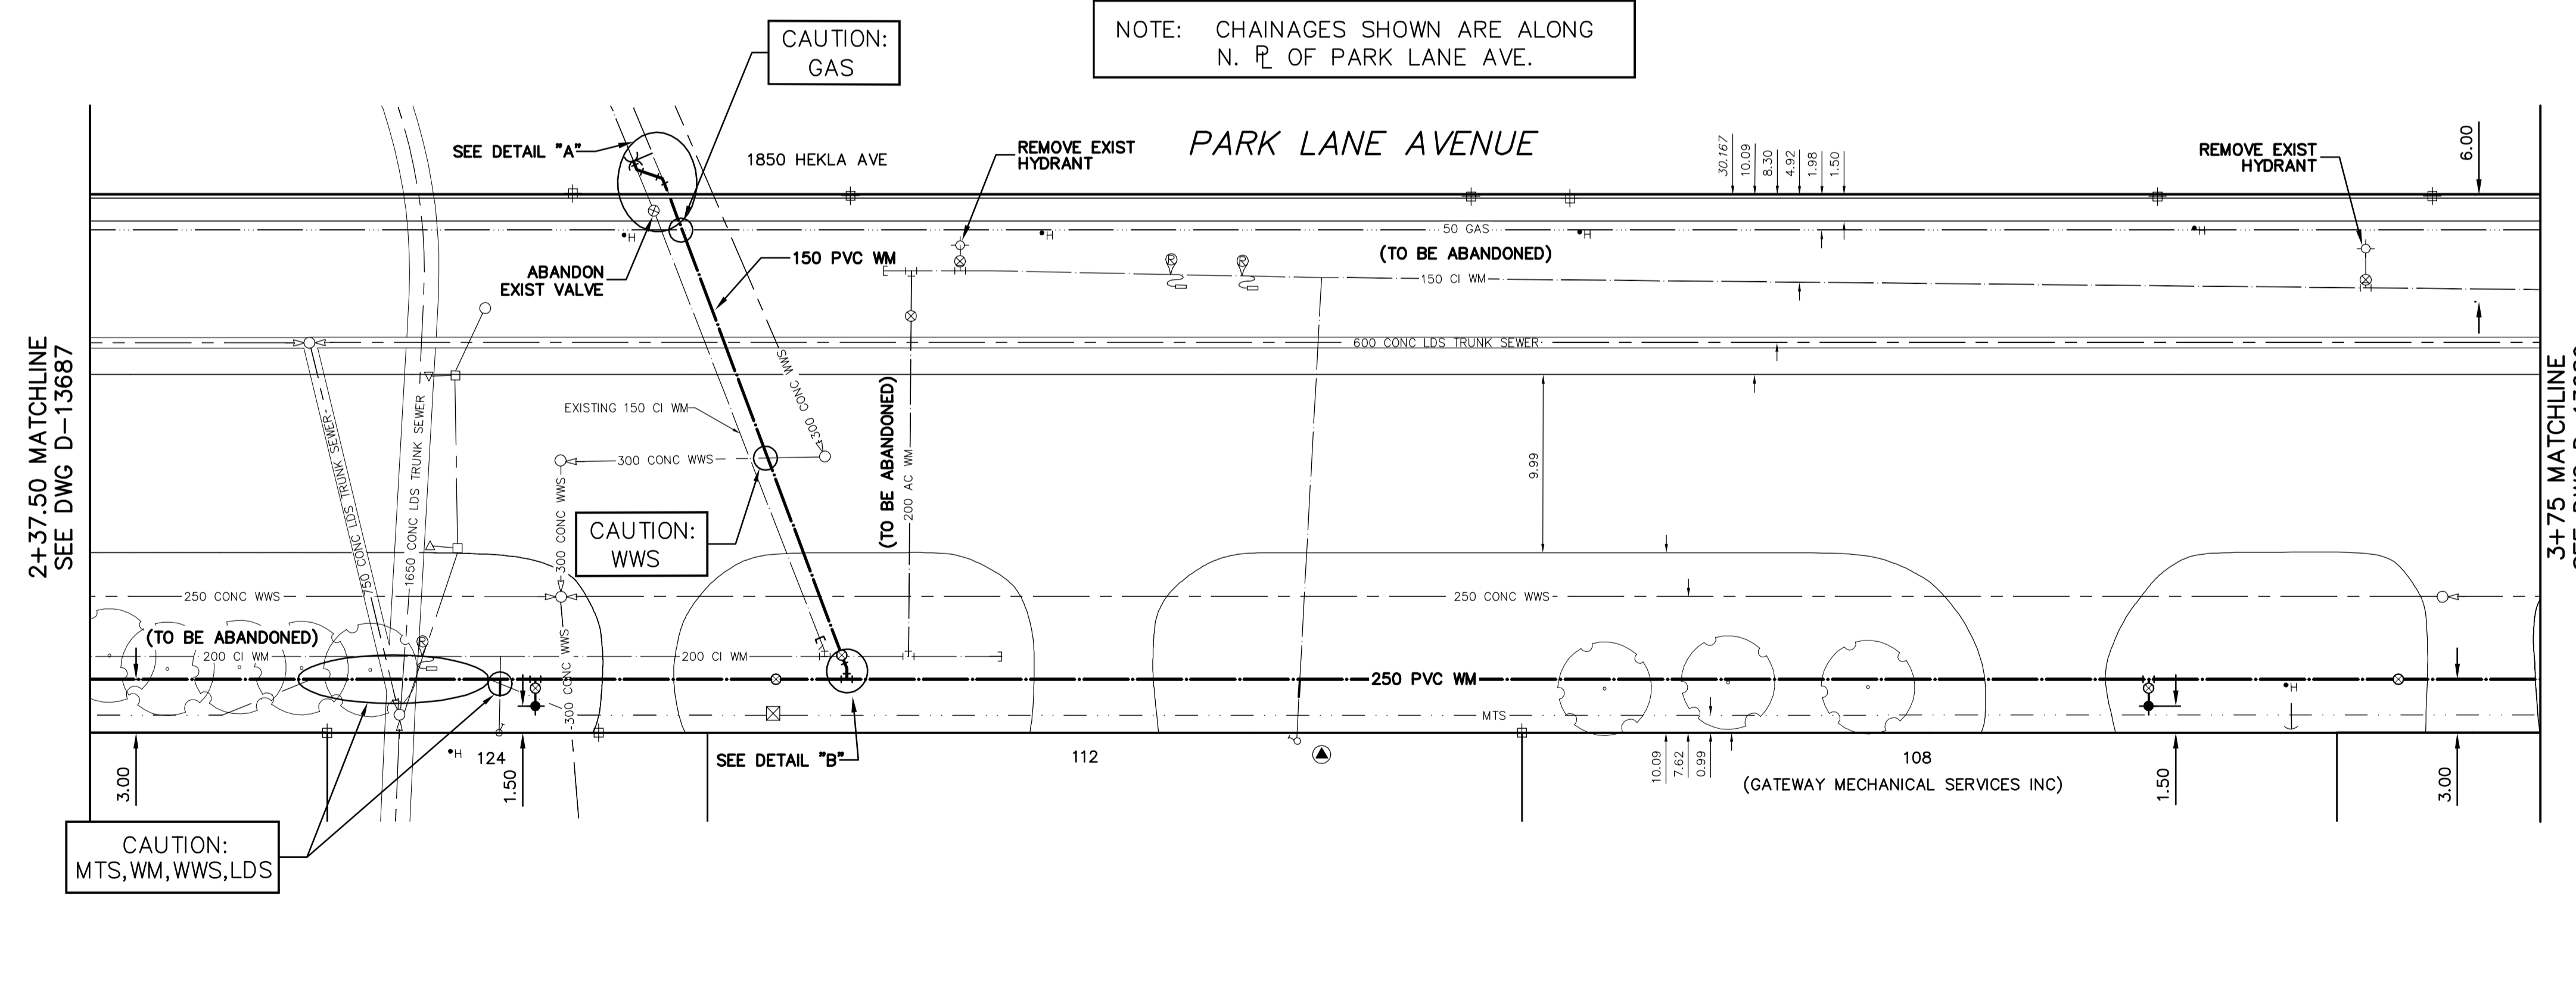 NOTE: CHAINAGES SHOWN ARE ALONG
N. PL OF PARK LANE AVE.
CAUTION:
GAS
SEE DETAIL "A"
1850 HEKLA AVE
REMOVE EXIST
HYDRANT
PARK LANE AVENUE
30.167
10.09
8.30
4.92
1.98
1.50
REMOVE EXIST
HYDRANT
6.00
H
H
H
H
50 GAS
(TO BE ABANDONED)
150 PVC WM
150 CI WM
R
R
ABANDON
EXIST VALVE
2+37.50 MATCHLINE
SEE DWG D-13687
600 CONC LDS TRUNK SEWER
3+75 MATCHLINE
300 CONC WWS
EXISTING 150 CI WM
750 CONC LDS TRUNK SEWER
1650 CONC LDS TRUNK SEWER
300 CONC WWS
(TO BE ABANDONED)
200 AC WM
9.99
300 CONC WWS
CAUTION:
WWS
250 CONC WWS
250 CONC WWS
(TO BE ABANDONED)
R
200 CI WM
200 CI WM
300 CONC WWS
250 PVC WM
H
MTS
H
124
SEE DETAIL "B"
112
108
(GATEWAY MECHANICAL SERVICES INC)
3.00
1.50
10.09
7.62
0.99
1.50
3.00
CAUTION:
MTS,WM,WWS,LDS